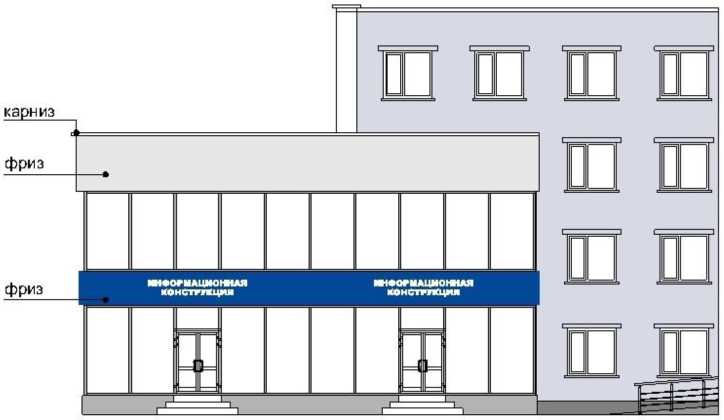 карниз
фриз
фриз
ИНФОРМАЦИОННАЯ
КОНСТРУКЦИЯ
ИНФОРМАЦИОННАЯ
КОНСТРУКЦИЯ